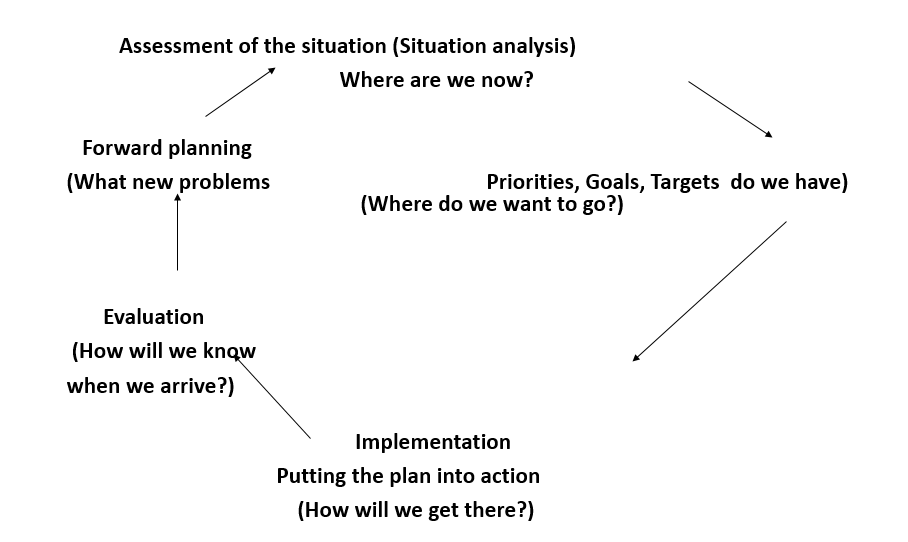 Assessment of the situation (Situation analysis)
Where are we now?
Forward planning
(What new problems
Priorities, Goals, Targets  do we have)
(Where do we want to go?)
Evaluation
(How will we know
when we arrive?)
Implementation
Putting the plan into action
(How will we get there?)